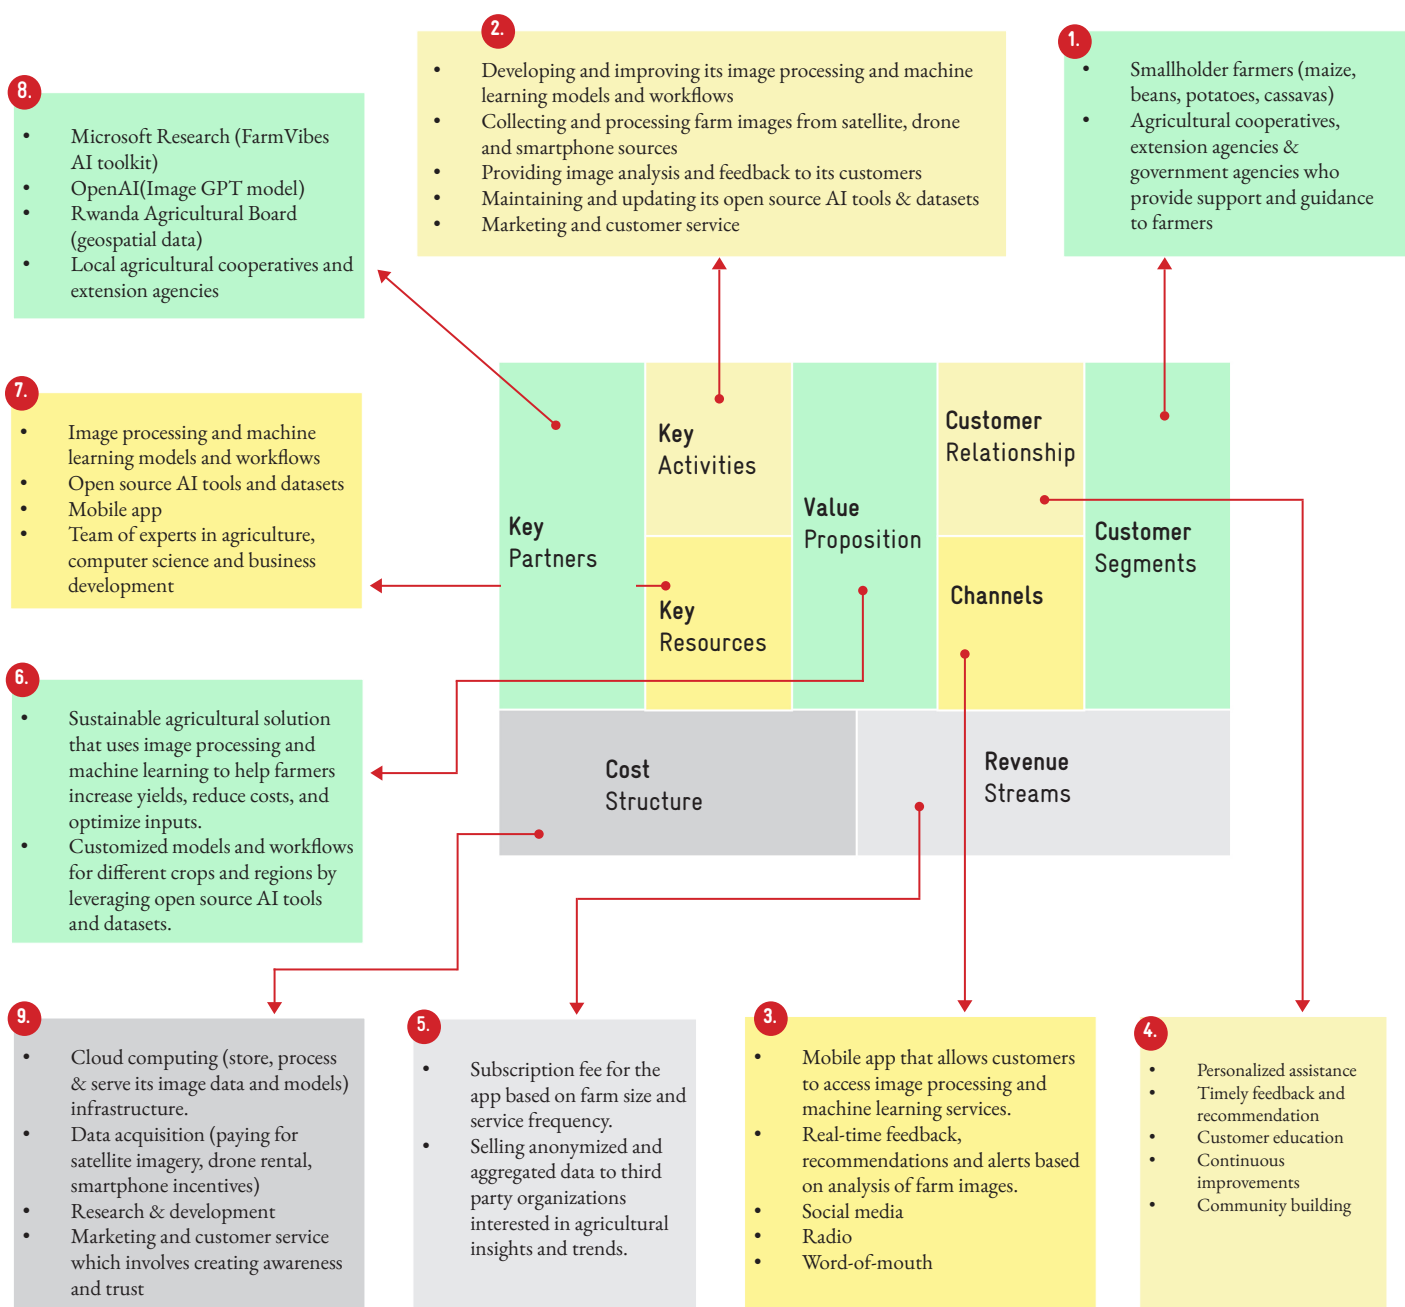 2.
• Developing and improving its image processing and machine
learning models and workflows
• Collecting and processing farm images from satellite, drone
and smartphone sources
• Providing image analysis and feedback to its customers
• Maintaining and updating its open source AI tools & datasets
• Marketing and customer service
1.
• Smallholder farmers (maize,
beans, potatoes, cassavas)
• Agricultural cooperatives,
extension agencies &
government agencies who
provide support and guidance
to farmers
8.
• Microsoft Research (FarmVibes
AI toolkit)
• OpenAI(Image GPT model)
• Rwanda Agricultural Board
(geospatial data)
• Local agricultural cooperatives and
extension agencies
7.
• Image processing and machine
learning models and workflows
• Open source AI tools and datasets
• Mobile app
• Team of experts in agriculture,
computer science and business
development
Key
Partners
Key
Activities
Key
Resources
Value
Proposition
Customer
Relationship
Channels
Customer
Segments
Cost
Structure
Revenue
Streams
6.
• Sustainable agricultural solution
that uses image processing and
machine learning to help farmers
increase yields, reduce costs, and
optimize inputs.
• Customized models and workflows
for different crops and regions by
leveraging open source AI tools
and datasets.
9.
• Cloud computing (store, process
& serve its image data and models)
infrastructure.
• Data acquisition (paying for
satellite imagery, drone rental,
smartphone incentives)
• Research & development
• Marketing and customer service
which involves creating awareness
and trust
5.
• Subscription fee for the
app based on farm size and
service frequency.
• Selling anonymized and
aggregated data to third
party organizations
interested in agricultural
insights and trends.
3.
• Mobile app that allows customers
to access image processing and
machine learning services.
• Real-time feedback,
recommendations and alerts based
on analysis of farm images.
• Social media
• Radio
• Word-of-mouth
4.
• Personalized assistance
• Timely feedback and
recommendation
• Customer education
• Continuous
improvements
• Community building